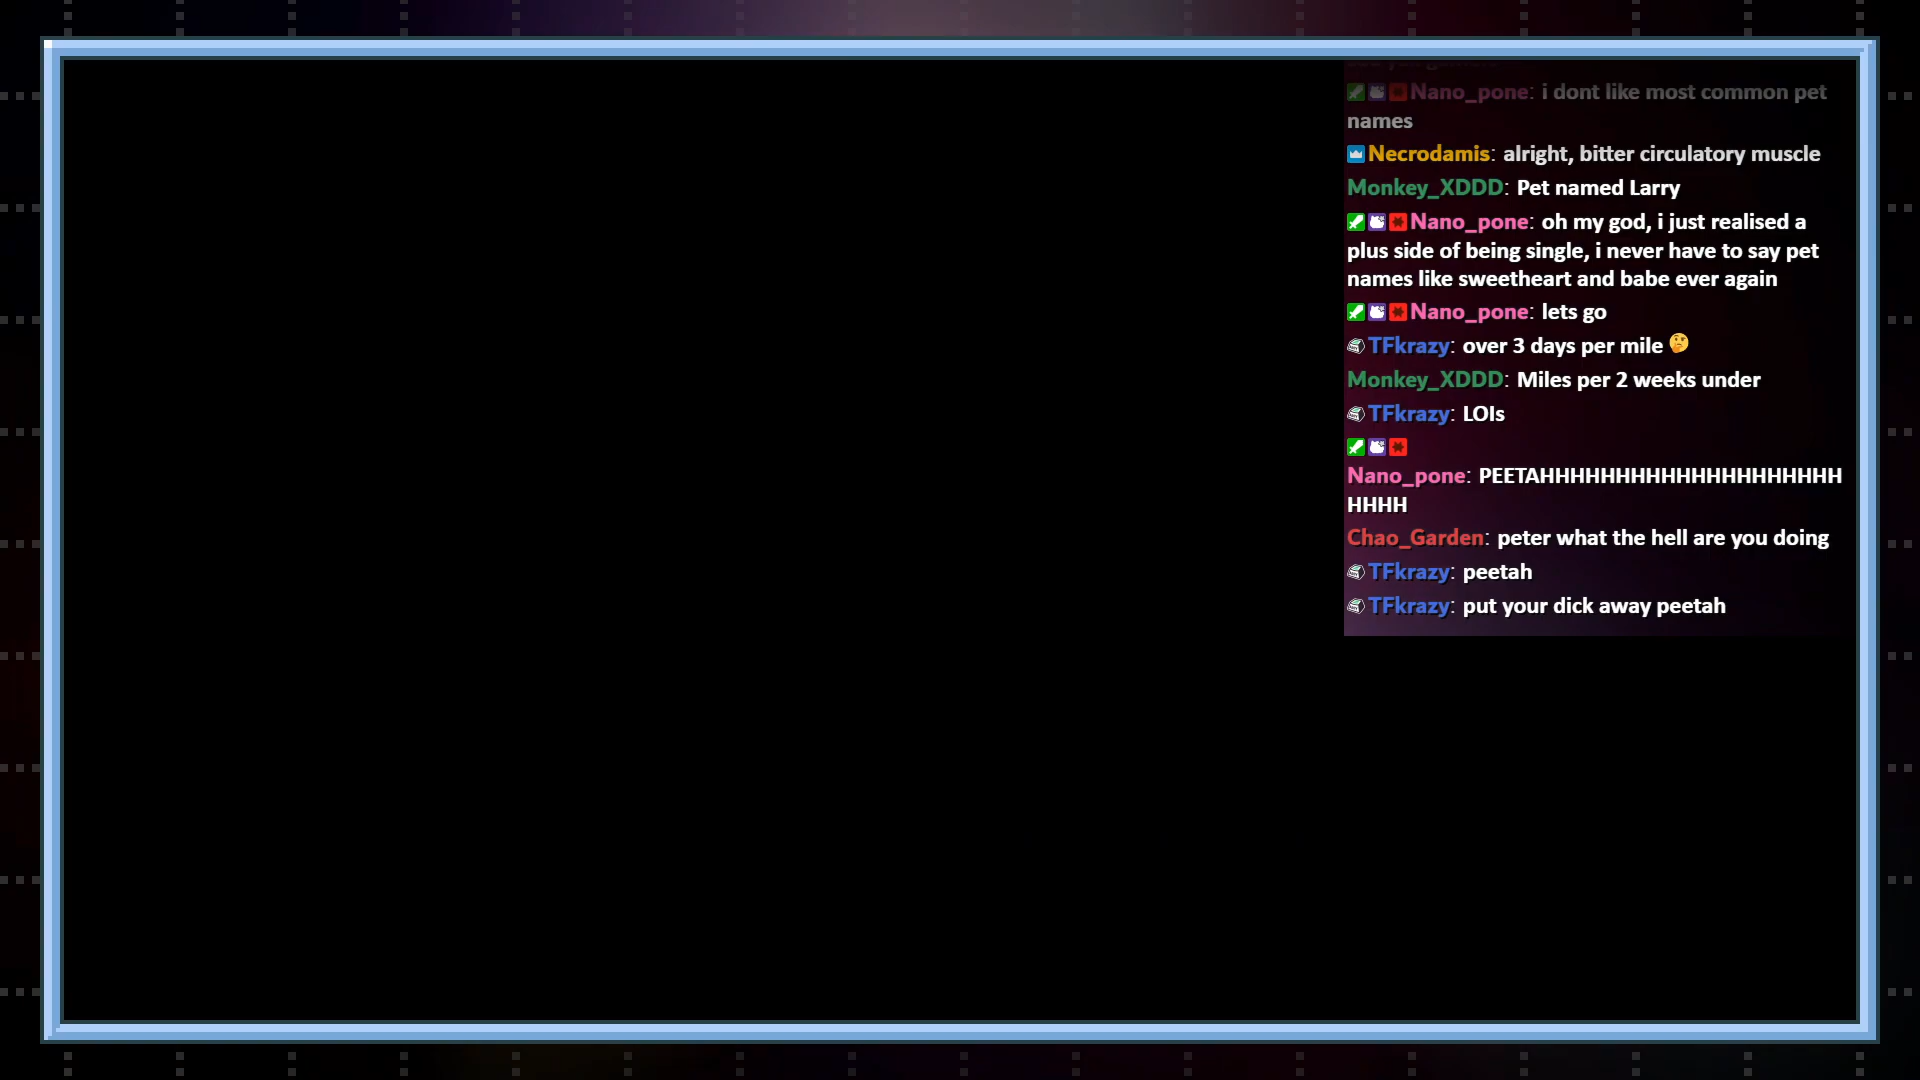 Nano_pone: i dont like most common pet
names
Necrodamis: alright, bitter circulatory muscle
Monkey_XDDD: Pet named Larry
Nano_pone: oh my god, i just realised a
plus side of being single, i never have to say pet
names like sweetheart and babe ever again
Nano_pone: lets go
TFkrazy: over 3 days per mile 🤔
Monkey_XDDD: Miles per 2 weeks under
TFkrazy: LOIs
Nano_pone: PEETAHHHHHHHHHHHHHHHHHHHH
HHHH
Chao_Garden: peter what the hell are you doing
TFkrazy: peetah
TFkrazy: put your dick away peetah